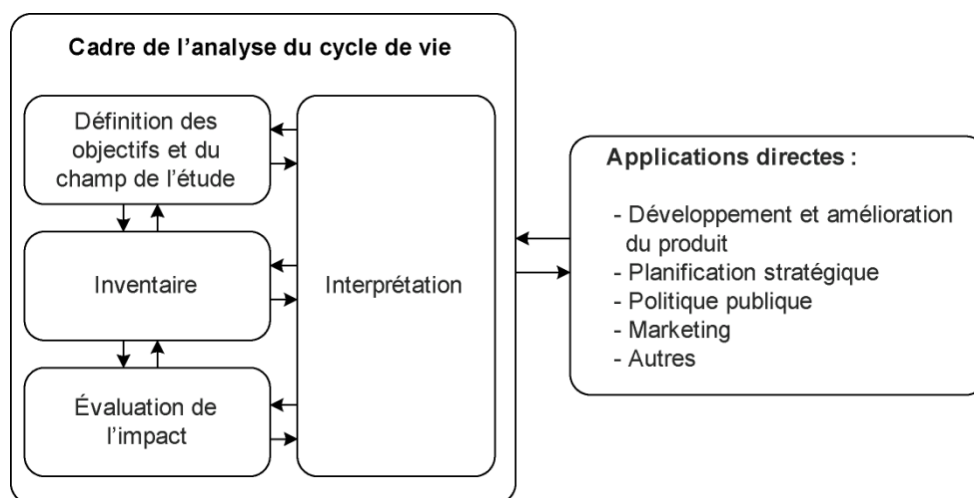 Cadre de l’analyse du cycle de vie
Définition des
objectifs et du
champ de l’étude
Inventaire
Évaluation de
l’impact
Interprétation
Applications directes :
- Développement et amélioration
du produit
- Planification stratégique
- Politique publique
- Marketing
- Autres